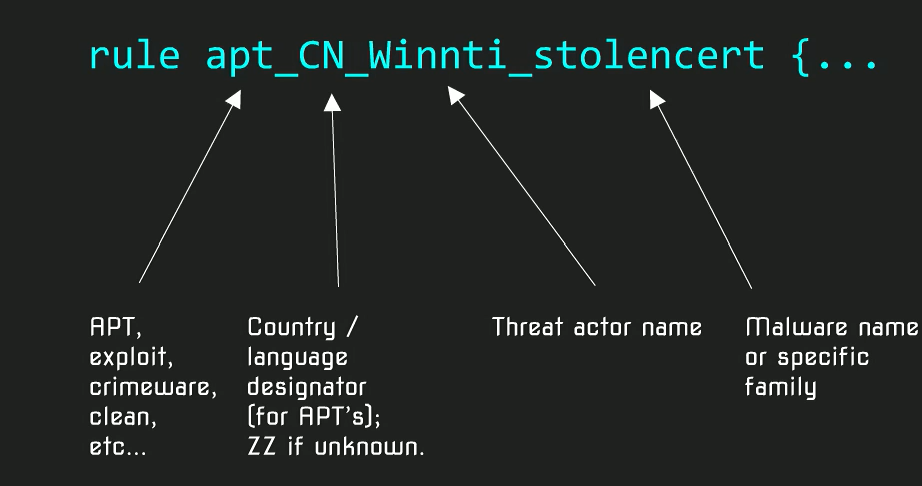 rule apt_CN_Winnti_stolencert {...
APT,
exploit,
crimeware,
clean,
etc...
Country /
language
designator
(for APT's);
ZZ if unknown.
Threat actor name
Malware name
or specific
family